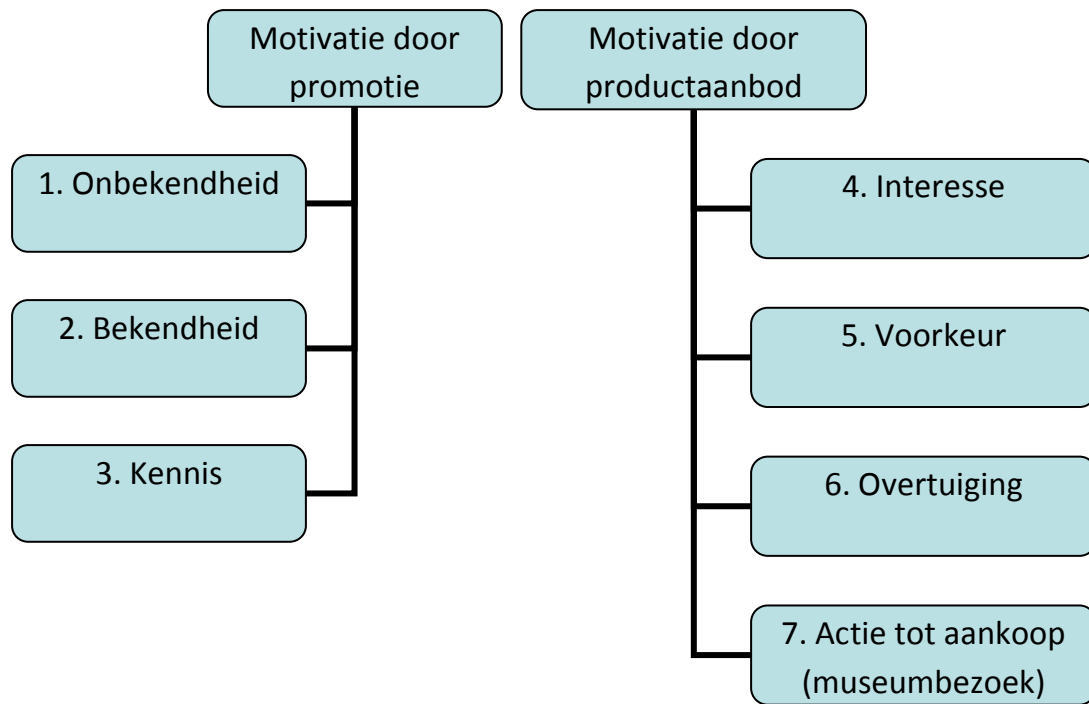 Motivatie door
promotie
1. Onbekendheid
2. Bekendheid
3. Kennis
Motivatie door
productaanbod
4. Interesse
5. Voorkeur
6. Overtuiging
7. Actie tot aankoop
(museumbezoek)